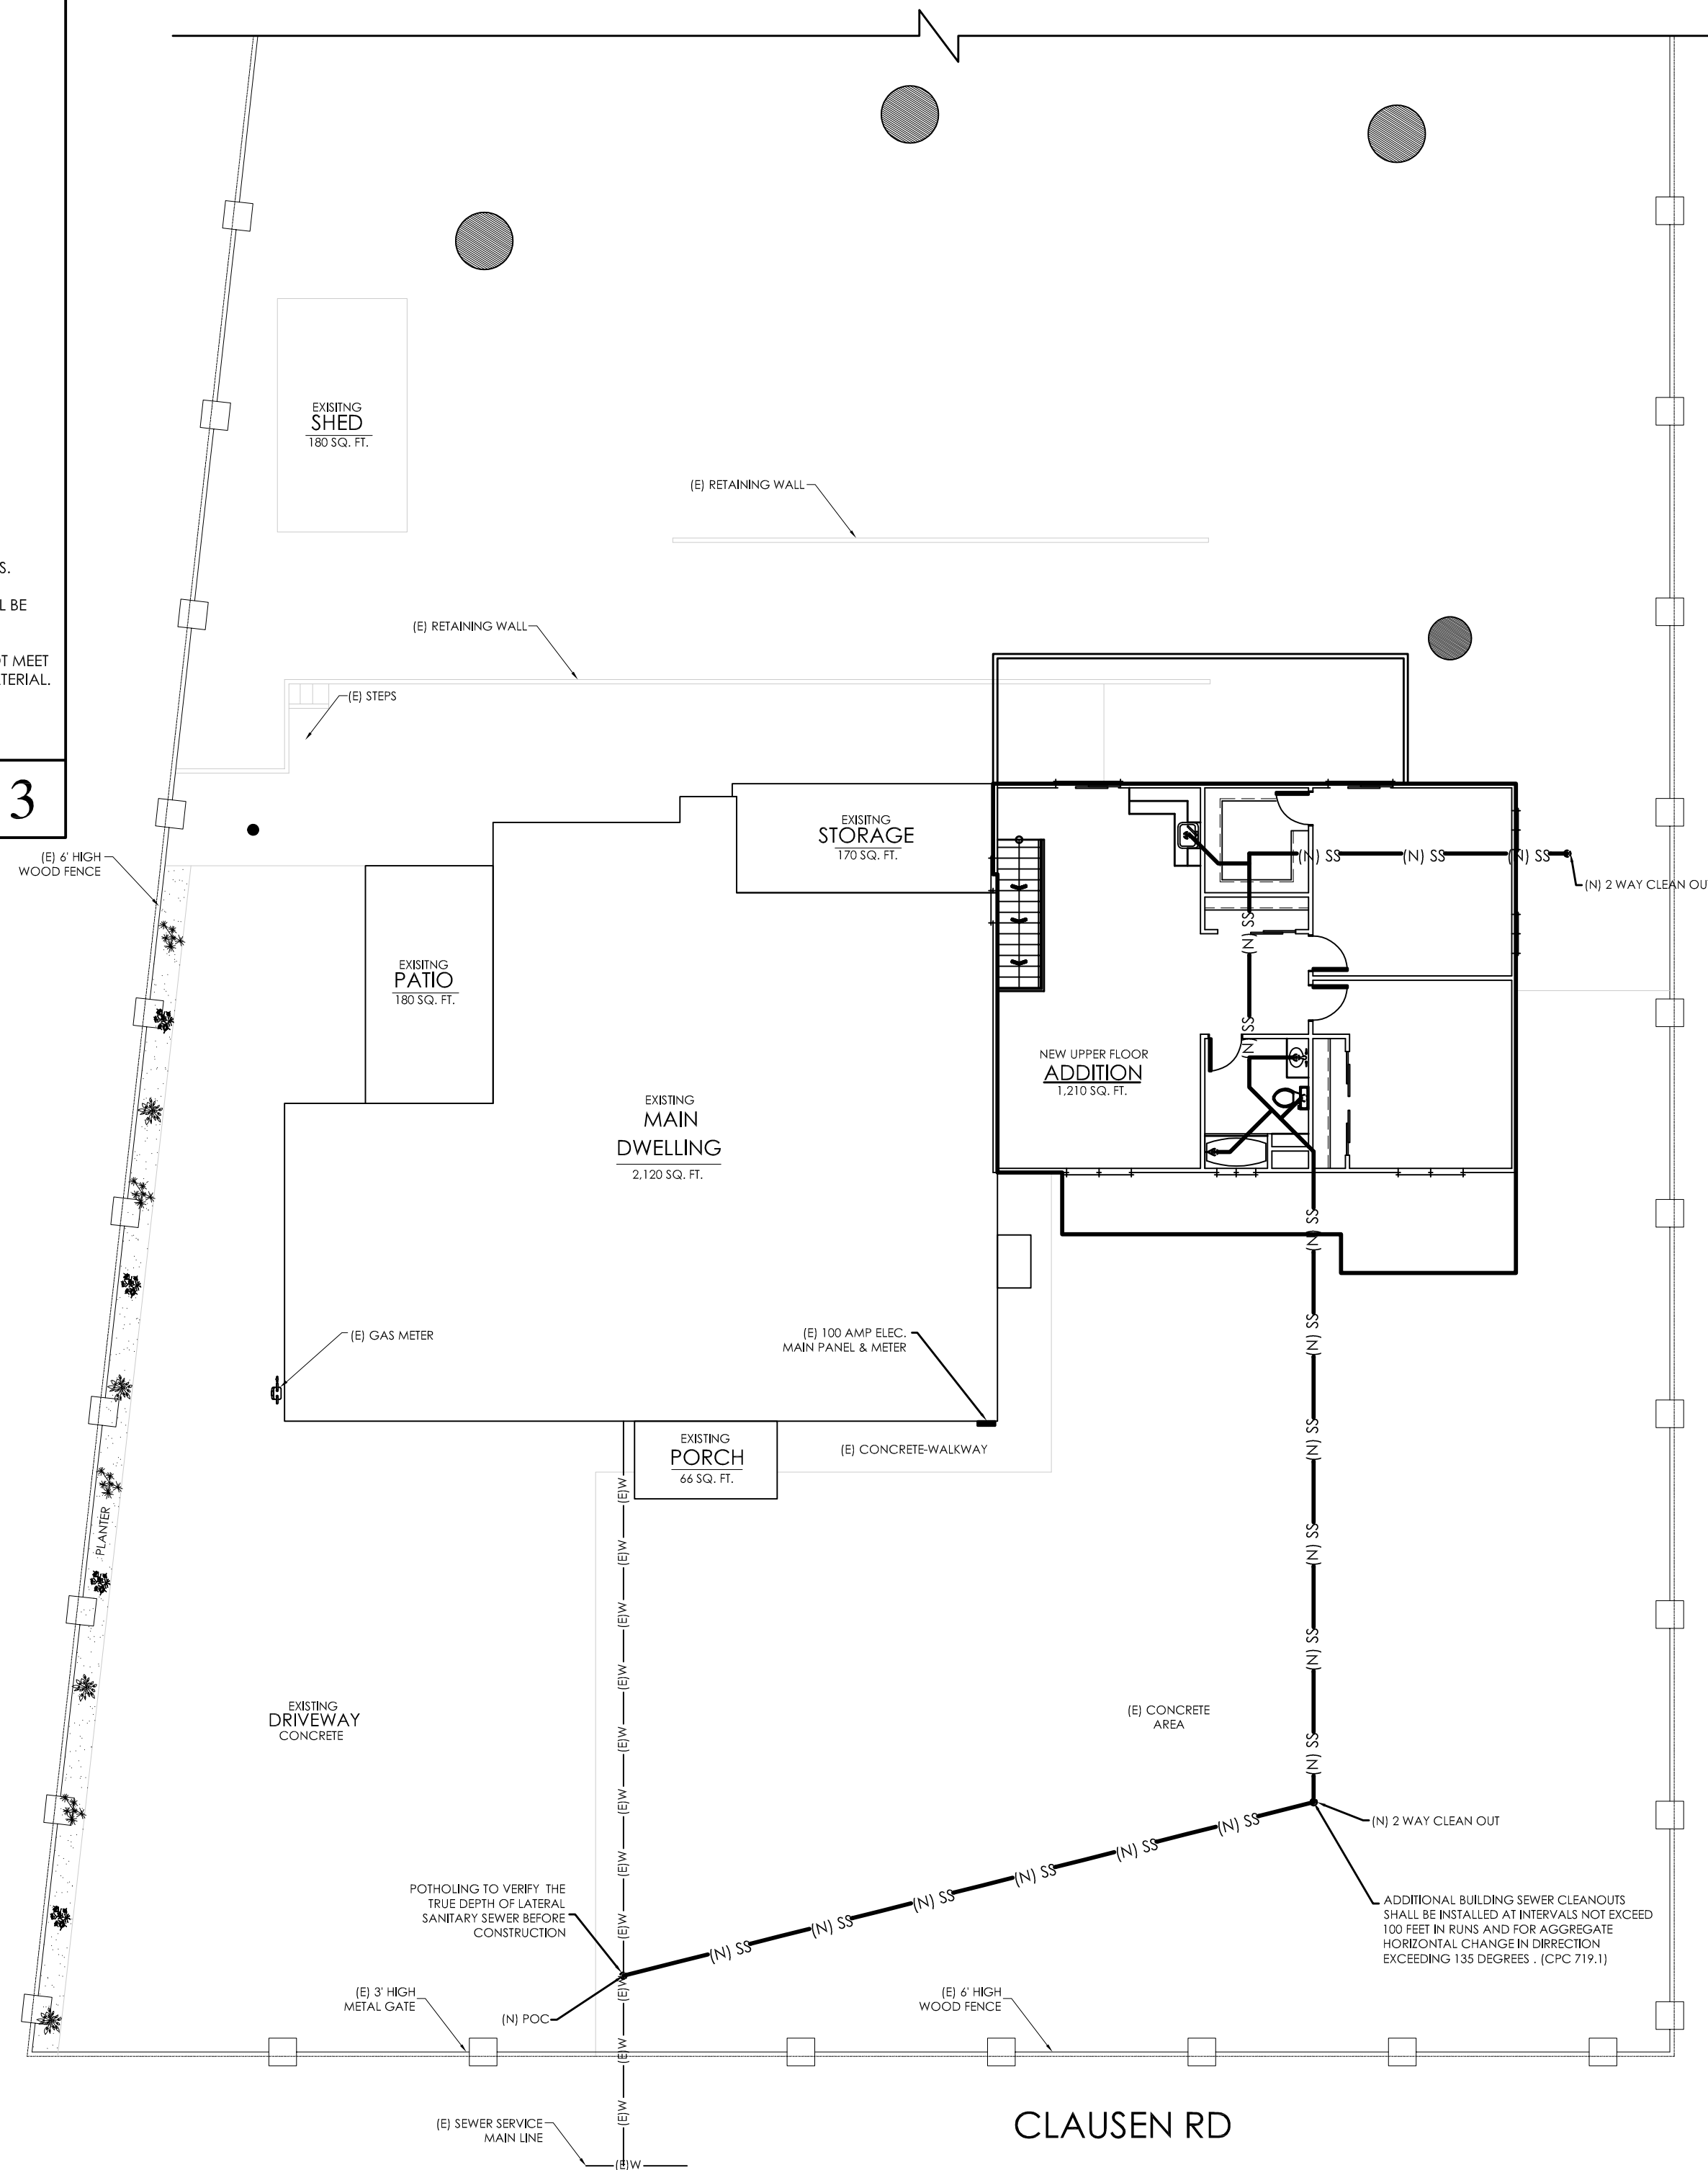 S.
L BE
T MEET
TERIAL.
3
EXISITNG
SHED
180 SQ. FT.
(E) RETAINING WALL
(E) RETAINING WALL
(E) STEPS
(E) 6' HIGH
WOOD FENCE
EXISITNG
STORAGE
170 SQ. FT.
EXISITNG
PATIO
180 SQ. FT.
(N) SS
(N) SS
(N) SS
(N) 2 WAY CLEAN OU
(N) SS
(N) SS
NEW UPPER FLOOR
ADDITION
1,210 SQ. FT.
EXISTING
MAIN
DWELLING
2,120 SQ. FT.
(E) GAS METER
(E) 100 AMP ELEC.
MAIN PANEL & METER
EXISTING
PORCH
66 SQ. FT.
(E) CONCRETE-WALKWAY
PLANTER
(N) SS
(N) SS
(N) SS
(N) SS
(N) SS
(N) SS
(E)W
(E)W
(E)W
(E)W
(E)W
(E)W
(E)W
(E)W
(E)W
(E)W
(E)W
EXISTING
DRIVEWAY
CONCRETE
(E) CONCRETE
AREA
(N) SS
(N) SS
(N) SS
(N) SS
(N) SS
(N) SS
(N) 2 WAY CLEAN OUT
POTHOLING TO VERIFY THE
TRUE DEPTH OF LATERAL
SANITARY SEWER BEFORE
CONSTRUCTION
ADDITIONAL BUILDING SEWER CLEANOUTS
SHALL BE INSTALLED AT INTERVALS NOT EXCEED
100 FEET IN RUNS AND FOR AGGREGATE
HORIZONTAL CHANGE IN DIRRECTION
EXCEEDING 135 DEGREES . (CPC 719.1)
(E) 3' HIGH
METAL GATE
(N) POC
(E) 6' HIGH
WOOD FENCE
(E) SEWER SERVICE
MAIN LINE
(E)W
CLAUSEN RD